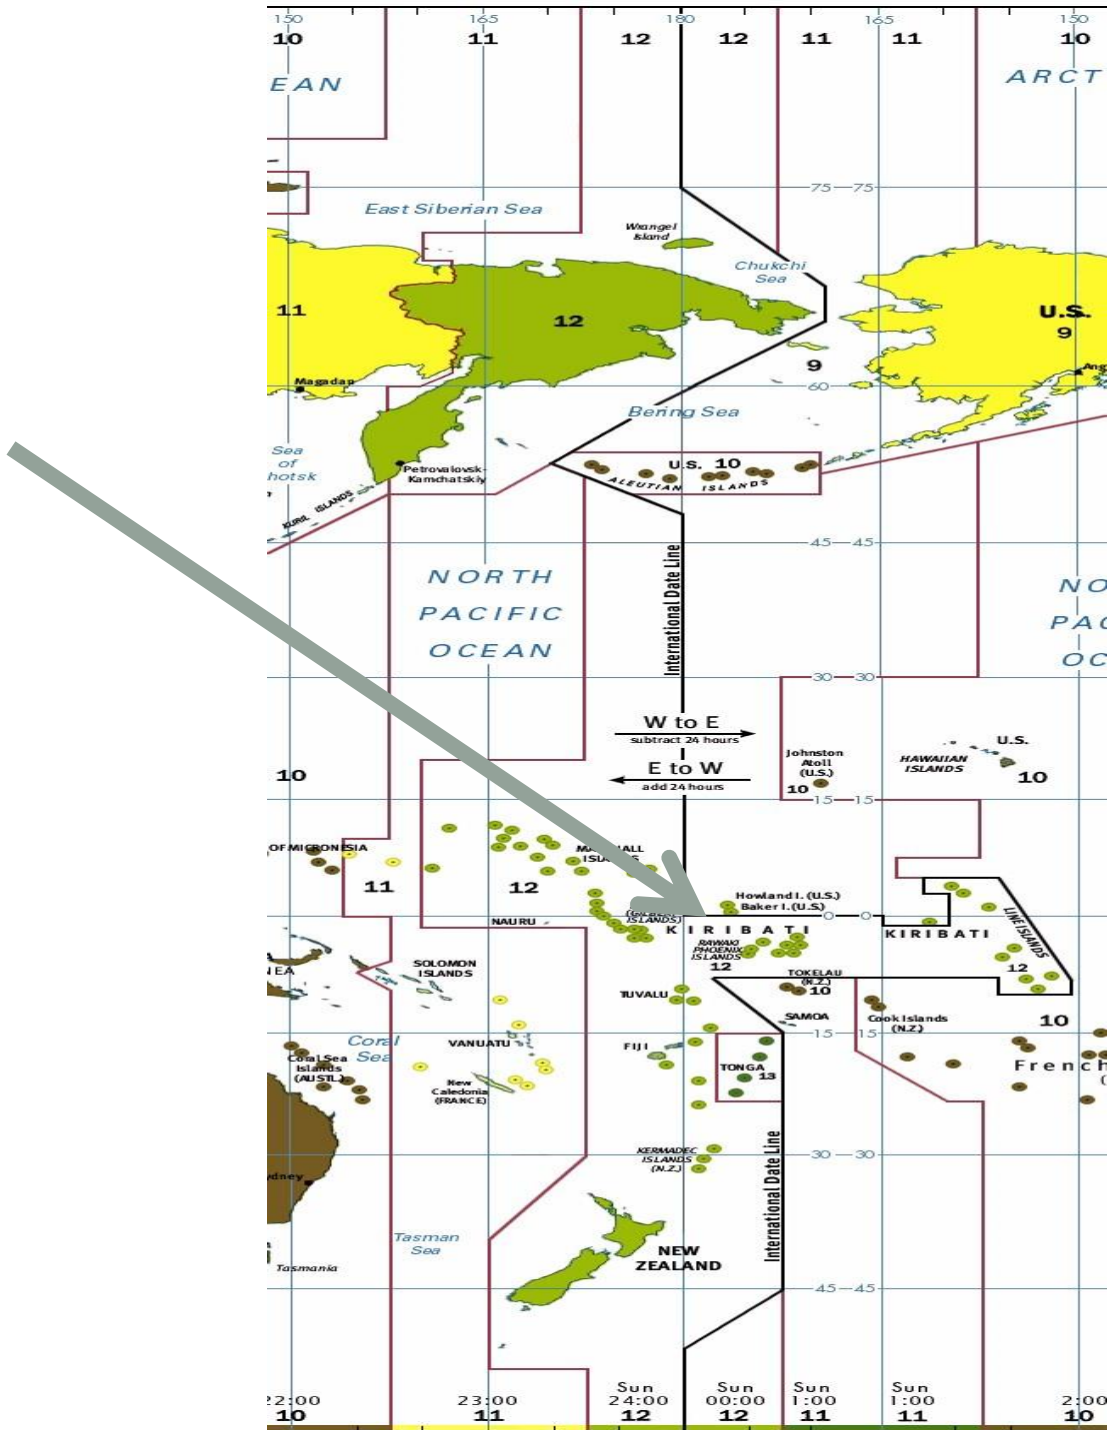 150 165 180 165 150
10 11 12 12 11 11 10
EAN
ARCT
75 75
East Siberian Sea
Wrangel
Island
Chukchi
Sea
11
12
U.S.
9
9
Magadan
60
Bering Sea
Sea
of
hotsk
U.S. 10
ALEUTIAN ISLANDS
Petrovalovsk-
Kamchatskiy
KURIL ISLANDS
45 45
International Date Line
NORTH
PACIFIC
OCEAN
NO
PAC
OC
30 30
W to E
subtract 24 hours
E to W
add 24 hours
Johnston
Atoll
(U.S.)
10
U.S.
HAWAIIAN
ISLANDS
10
10
15 15
OF MICRONESIA
11
12
Howland I. (U.S.)
Baker I. (U.S.)
ISLANDS)
0 0
NAURU
KIRIBATI
KIRIBATI
LINE ISLANDS
RAWAKI
PHOENIX
ISLANDS
12
12
SOLOMON
ISLANDS
NEA
TOKELAU
(N.Z.)
10
TUVALU
SAMOA
Cook Islands
(N.Z.)
10
15 15
Coral
Sea
Coral Sea
Islands
(AUSTL.)
VANUATU
FIJI
TONGA
13
French
New
Caledonia
(FRANCE)
KERMADEC
ISLANDS
(N.Z.)
30 30
International Date Line
ydney
Tasman
Sea
Tasmania
NEW
ZEALAND
45 45
Sun Sun Sun Sun
22:00 23:00 24:00 00:00 1:00 1:00 2:00
10 11 12 12 11 11 10